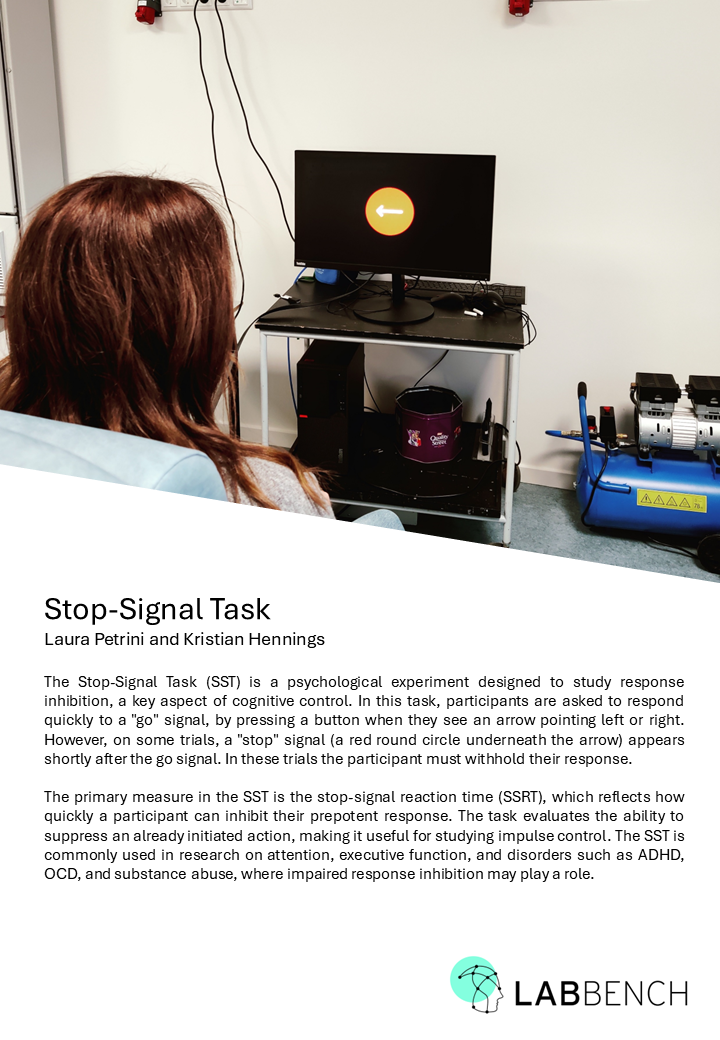 Quality Street
Stop-Signal Task
Laura Petrini and Kristian Hennings
The Stop-Signal Task (SST) is a psychological experiment designed to study response
inhibition, a key aspect of cognitive control. In this task, participants are asked to respond
quickly to a "go" signal, by pressing a button when they see an arrow pointing left or right.
However, on some trials, a "stop" signal (a red round circle underneath the arrow) appears
shortly after the go signal. In these trials the participant must withhold their response.
The primary measure in the SST is the stop-signal reaction time (SSRT), which reflects how
quickly a participant can inhibit their prepotent response. The task evaluates the ability to
suppress an already initiated action, making it useful for studying impulse control. The SST is
commonly used in research on attention, executive function, and disorders such as ADHD,
OCD, and substance abuse, where impaired response inhibition may play a role.
LABBENCH